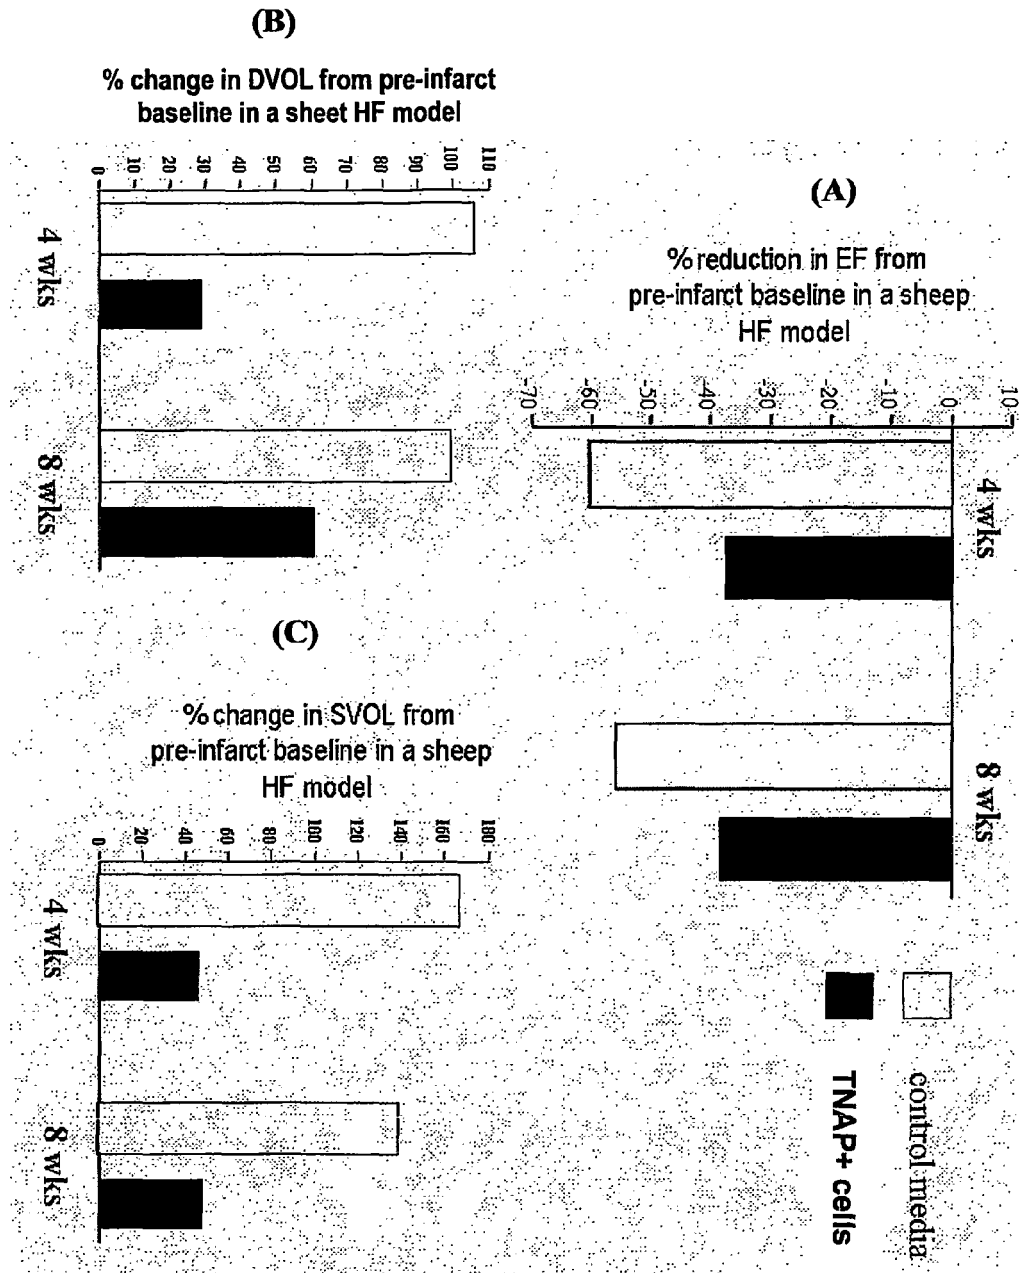 (A)
% reduction in EF from
pre-infarct baseline in a sheep
HF model
10
0
-10
-20
-30
-40
-50
-60
-70
4 wks
8 wks
control media
TNAP+ cells
(B)
% change in DVOL from pre-infarct
baseline in a sheet HF model
110
100
90
80
70
60
50
40
30
20
10
0
4 wks
8 wks
(C)
% change in SVOL from
pre-infarct baseline in a sheep
HF model
180
160
140
120
100
80
60
40
20
0
4 wks
8 wks